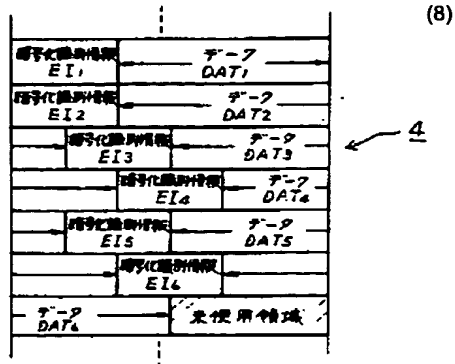 (8)
暗号化識別情報 データ
EI1 DAT1
暗号化識別情報 データ
EI2 DAT2
暗号化識別情報 データ
EI3 DAT3
4
暗号化識別情報 データ
EI4 DAT4
暗号化識別情報 データ
EI5 DAT5
暗号化識別情報
EI6
データ 未使用領域
DAT6